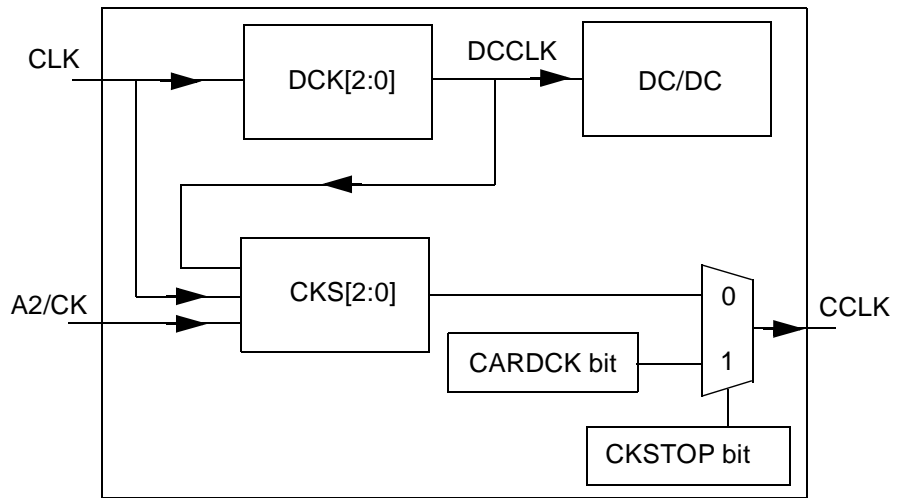 CLK
DCK[2:0]
DCCLK
DC/DC
A2/CK
CKS[2:0]
0
CCLK
CARDCK bit
1
CKSTOP bit